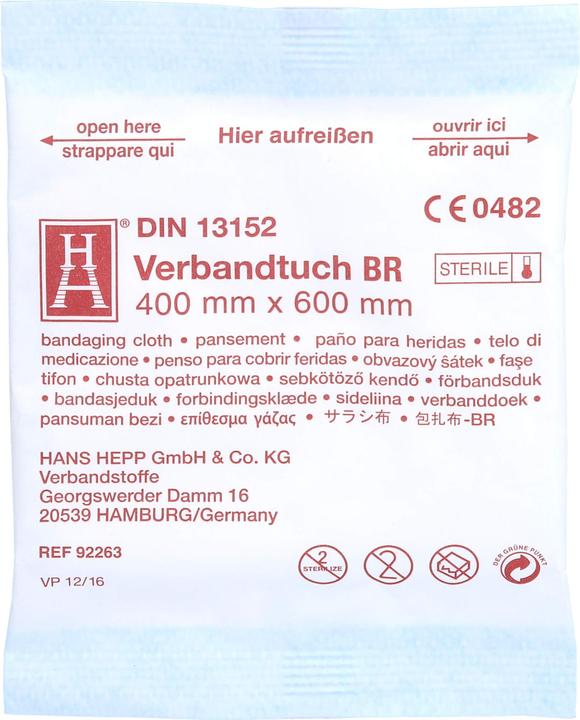 open here
strappare qui
Hier aufreißen
ouvrir ici
abrir aqui
CE 0482
HH
® DIN 13152
Verbandtuch BR
STERILE
400 mm x 600 mm
bandaging cloth • pansement • paño para heridas • telo di
medicazione • penso para cobrir feridas • obvazový šátek • faşe
tifon • chusta opatrunkowa • sebkötöző kendő • förbandsduk
• bandasjeduk • forbindingsklæde • sideliina • verbanddoek •
pansuman bezi • επίθεσμα γάζας • サラシ布 • 包扎布-BR
HANS HEPP GmbH & Co. KG
Verbandstoffe
Georgswerder Damm 16
20539 HAMBURG/Germany
REF 92263
VP 12/16
2
STERILIZE
2
DER GRÜNE PUNKT